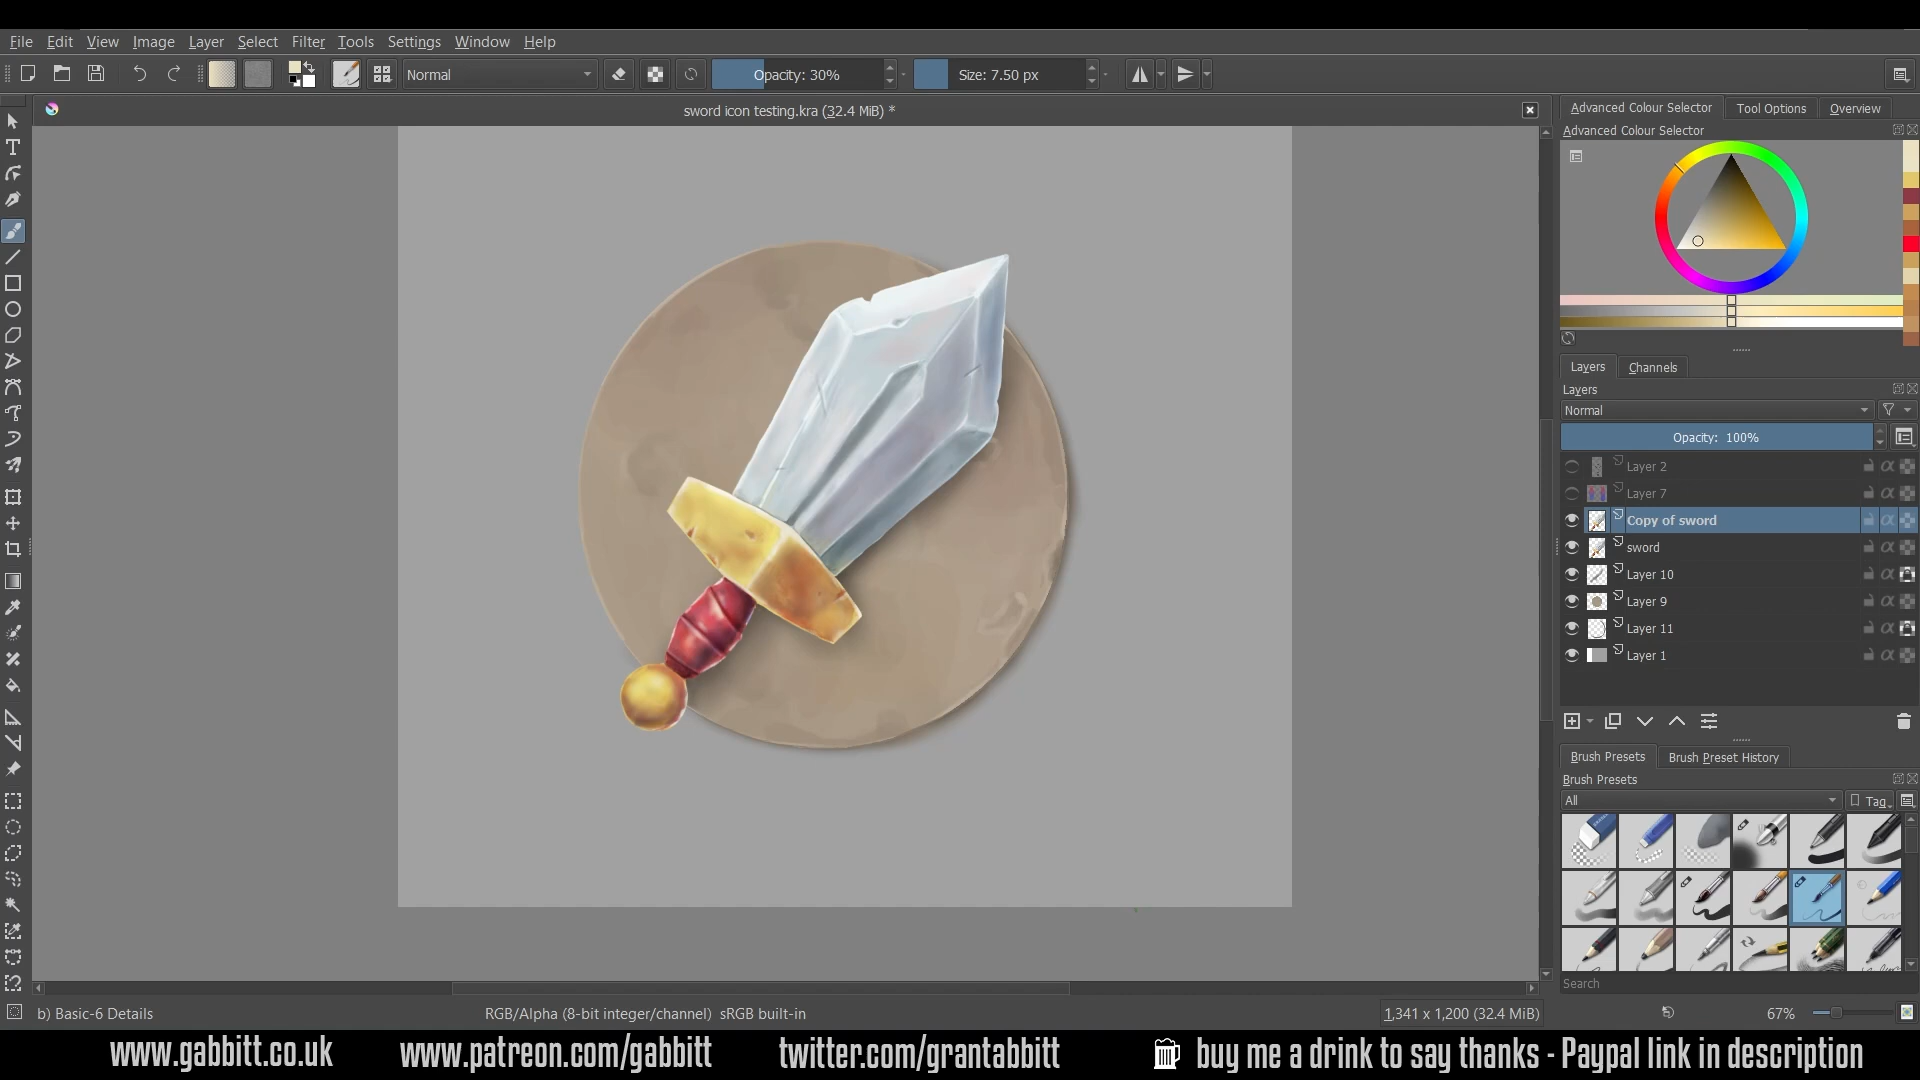 File Edit View Image Layer Select Filter Tools Settings Window Help
Normal Opacity: 30% Size: 7.50 px
sword icon testing.kra (32.4 MiB) *
Advanced Colour Selector Tool Options Overview
Advanced Colour Selector
Layers Channels
Layers
Normal
Opacity: 100%
Layer 2
Layer 7
Copy of sword
sword
Layer 10
Layer 9
Layer 11
Layer 1
Brush Presets Brush Preset History
Brush Presets
All Tag
Search
b) Basic-6 Details RGB/Alpha (8-bit integer/channel) sRGB built-in 1,341 x 1,200 (32.4 MiB) 67%
www.gabbitt.co.uk www.patreon.com/gabbitt twitter.com/grantabbitt buy me a drink to say thanks - Paypal link in description